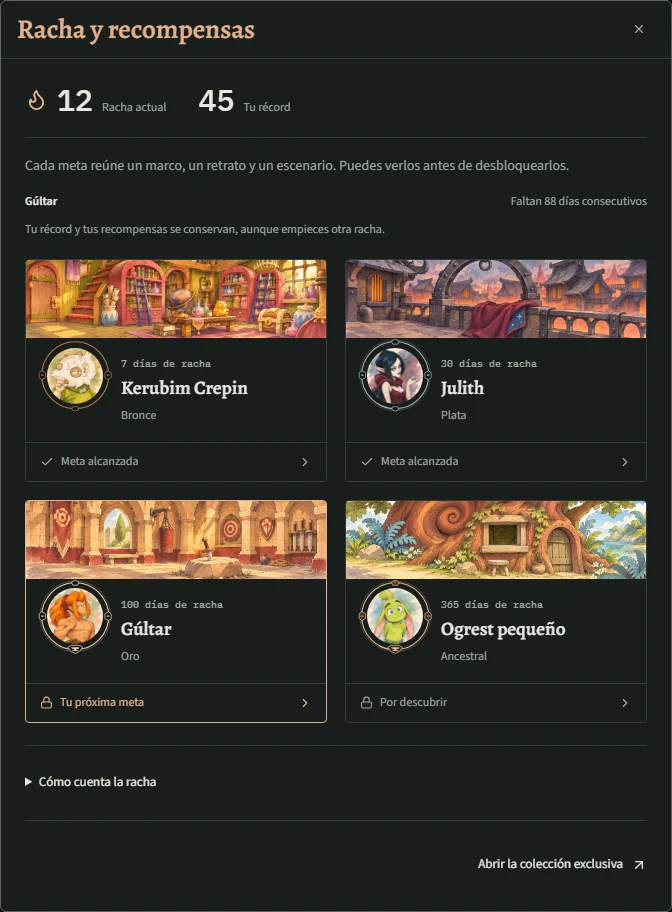 Racha y recompensas
12 Racha actual 45 Tu récord
Cada meta reúne un marco, un retrato y un escenario. Puedes verlos antes de desbloquearlos.
Gúltar Faltan 88 días consecutivos
Tu récord y tus recompensas se conservan, aunque empieces otra racha.
7 días de racha
Kerubim Crepin
Bronce
Meta alcanzada
30 días de racha
Julith
Plata
Meta alcanzada
100 días de racha
Gúltar
Oro
Tu próxima meta
365 días de racha
Ogrest pequeño
Ancestral
Por descubrir
Cómo cuenta la racha
Abrir la colección exclusiva